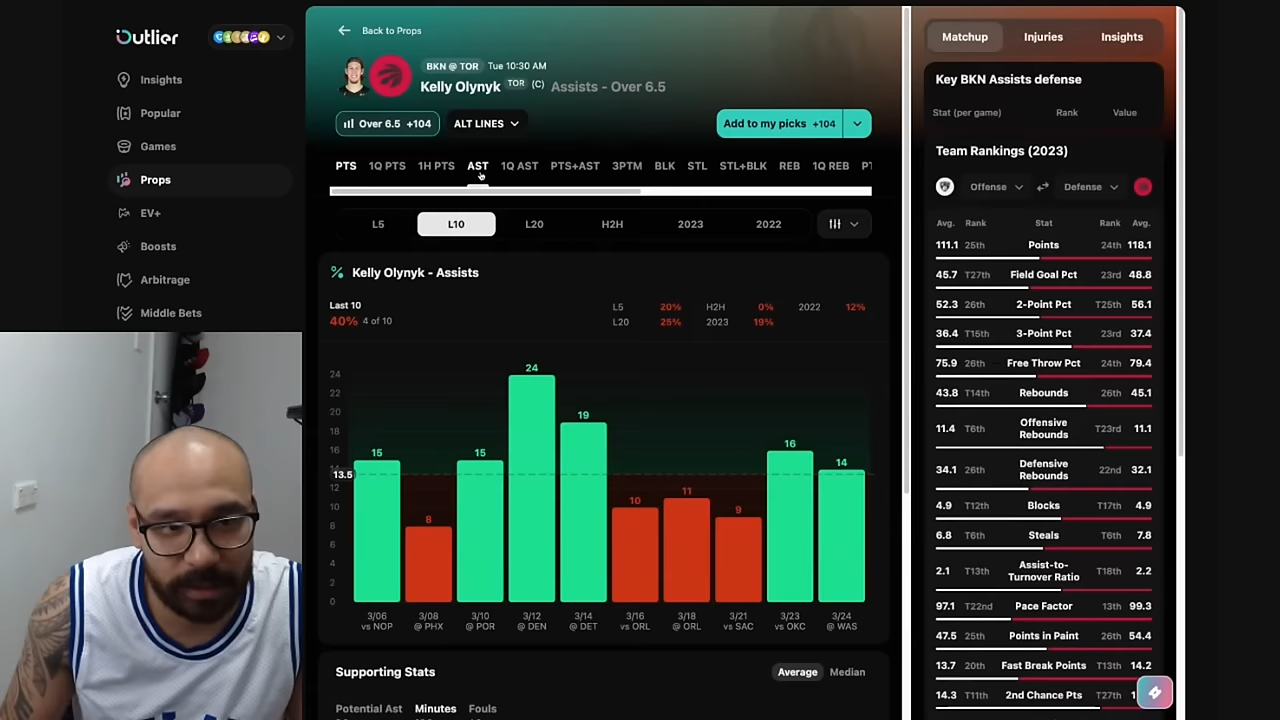 Outlier
Insights
Popular
Games
Props
EV+
Boosts
Arbitrage
Middle Bets
Back to Props
BKN @ TOR Tue 10:30 AM
Kelly Olynyk TOR (C) Assists - Over 6.5
Over 6.5 +104
ALT LINES
Add to my picks +104
PTS 1Q PTS 1H PTS AST 1Q AST PTS+AST 3PTM BLK STL STL+BLK REB 1Q REB
L5 L10 L20 H2H 2023 2022
Kelly Olynyk - Assists
Last 10
40% 4 of 10
L5 20% H2H 0% 2022 12%
L20 25% 2023 19%
24
22
20
18
16
13.5
12
10
8
6
4
2
0
15 8 15 24 19 10 11 9 16 14
3/06 3/08 3/10 3/12 3/14 3/16 3/18 3/21 3/23 3/24
vs NOP @ PHX @ POR @ DEN @ DET vs ORL @ ORL vs SAC vs OKC @ WAS
Supporting Stats
Average Median
Potential Ast Minutes Fouls
Matchup Injuries Insights
Key BKN Assists defense
Stat (per game) Rank Value
Team Rankings (2023)
Offense Defense
Avg. Rank Stat Rank Avg.
111.1 25th Points 24th 118.1
45.7 T27th Field Goal Pct 23rd 48.8
52.3 26th 2-Point Pct T25th 56.1
36.4 T15th 3-Point Pct 23rd 37.4
75.9 26th Free Throw Pct 24th 79.4
43.8 T14th Rebounds 26th 45.1
11.4 T6th Offensive Rebounds T23rd 11.1
34.1 26th Defensive Rebounds 22nd 32.1
4.9 T12th Blocks T17th 4.9
6.8 T6th Steals T6th 7.8
2.1 T13th Assist-to-Turnover Ratio T18th 2.2
97.1 T22nd Pace Factor 13th 99.3
47.5 25th Points in Paint 26th 54.4
13.7 20th Fast Break Points T13th 14.2
14.3 T11th 2nd Chance Pts T27th